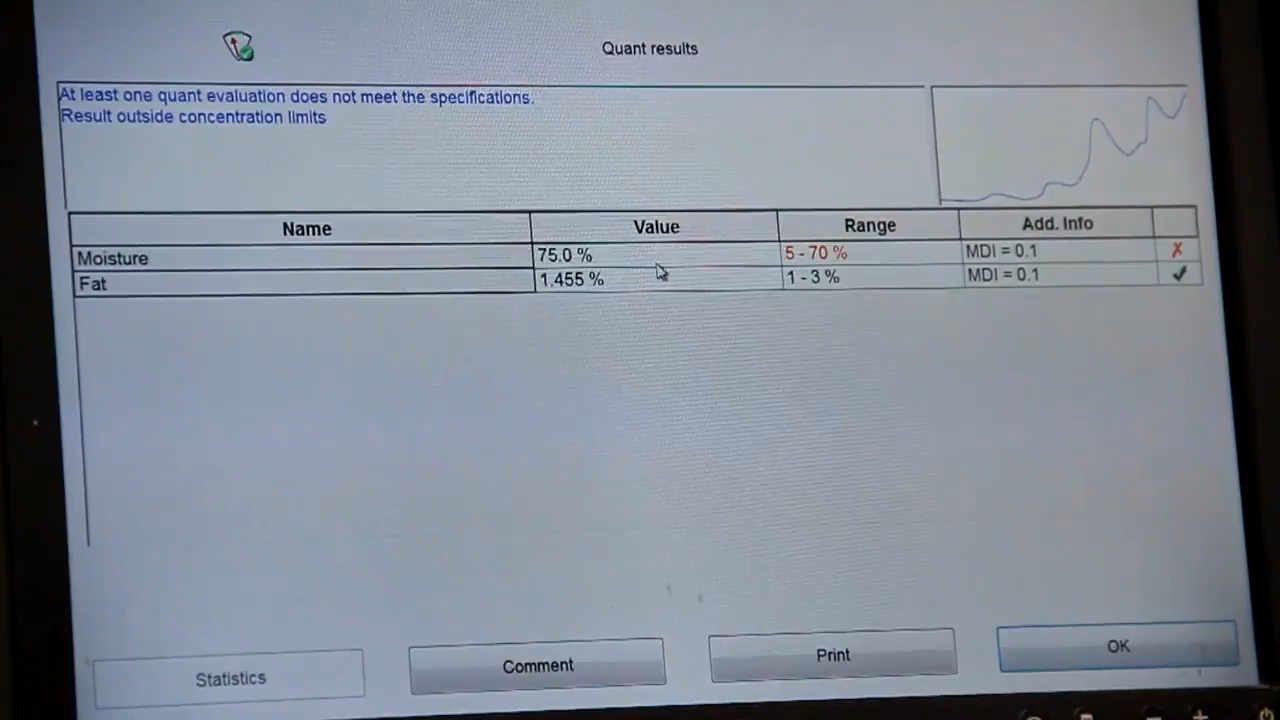 Quant results
At least one quant evaluation does not meet the specifications.
Result outside concentration limits
Name Value Range Add. Info
Moisture 75.0 % 5 - 70 % MDI = 0.1 ✗
Fat 1.455 % 1 - 3 % MDI = 0.1 ✓
Statistics Comment Print OK